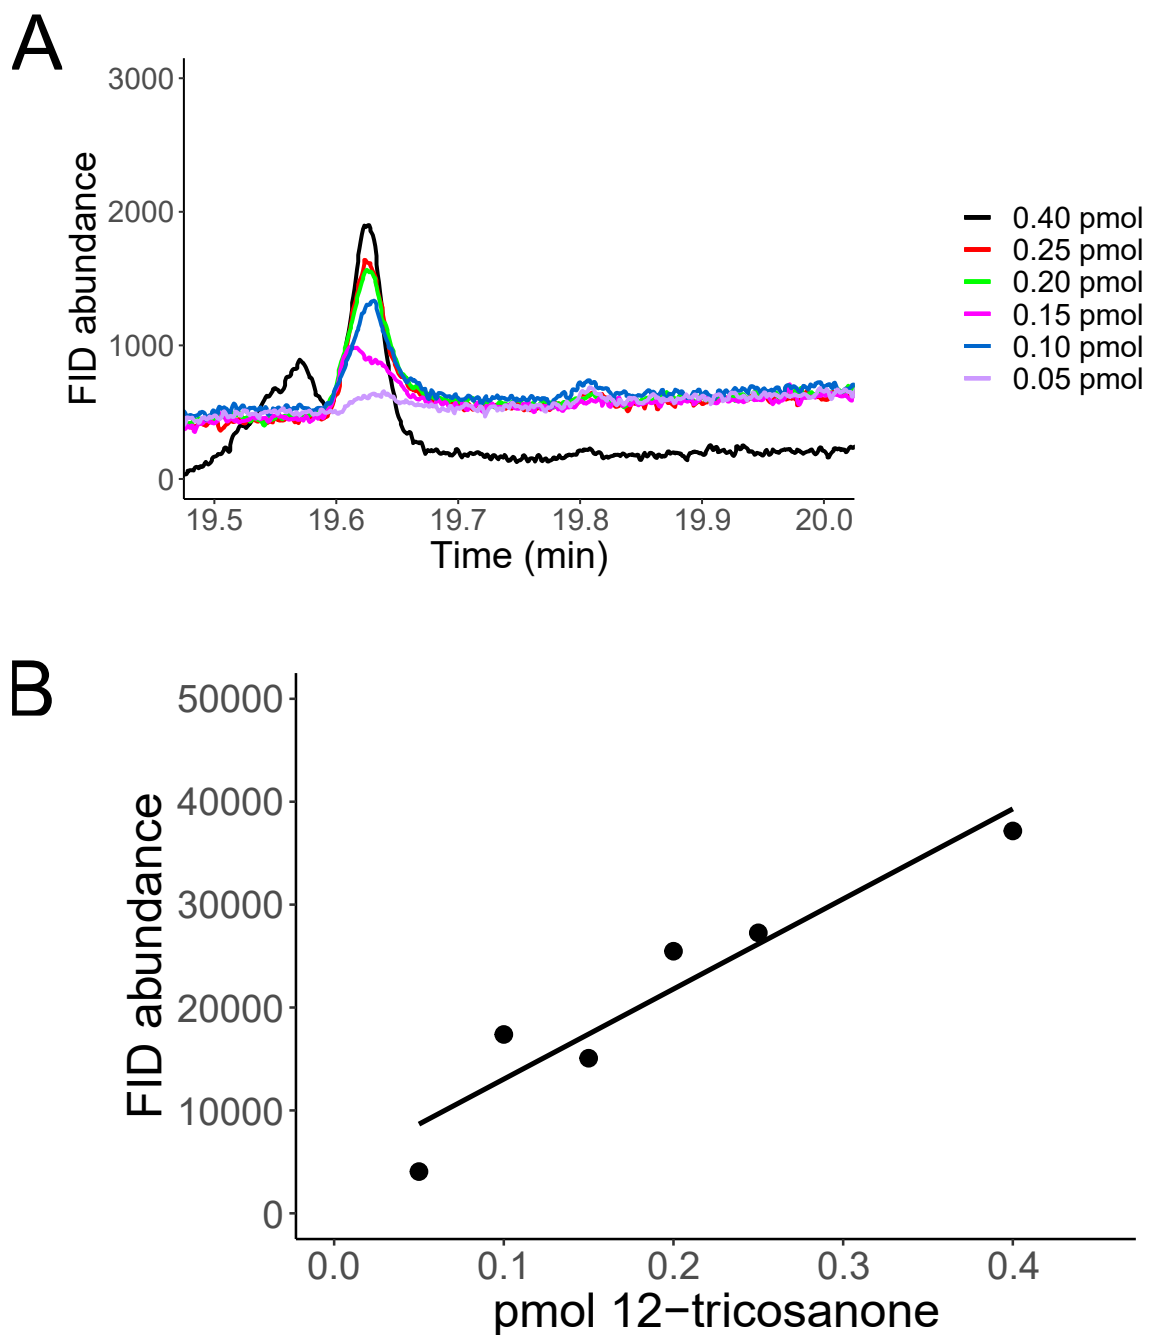 A
3000
2000
1000
0
FID abundance
19.5 19.6 19.7 19.8 19.9 20.0
Time (min)
0.40 pmol
0.25 pmol
0.20 pmol
0.15 pmol
0.10 pmol
0.05 pmol
B
50000
40000
30000
20000
10000
0
FID abundance
0.0 0.1 0.2 0.3 0.4
pmol 12−tricosanone